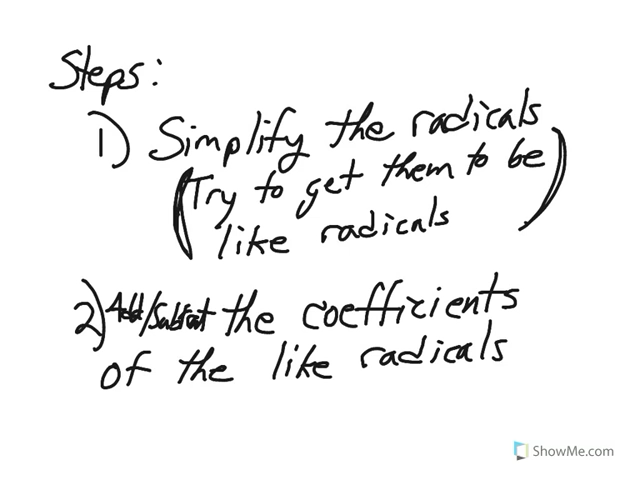 Steps:
1) Simplify the radicals
(Try to get them to be
like radicals)
2) Add/Subtract the coefficients
of the like radicals
ShowMe.com